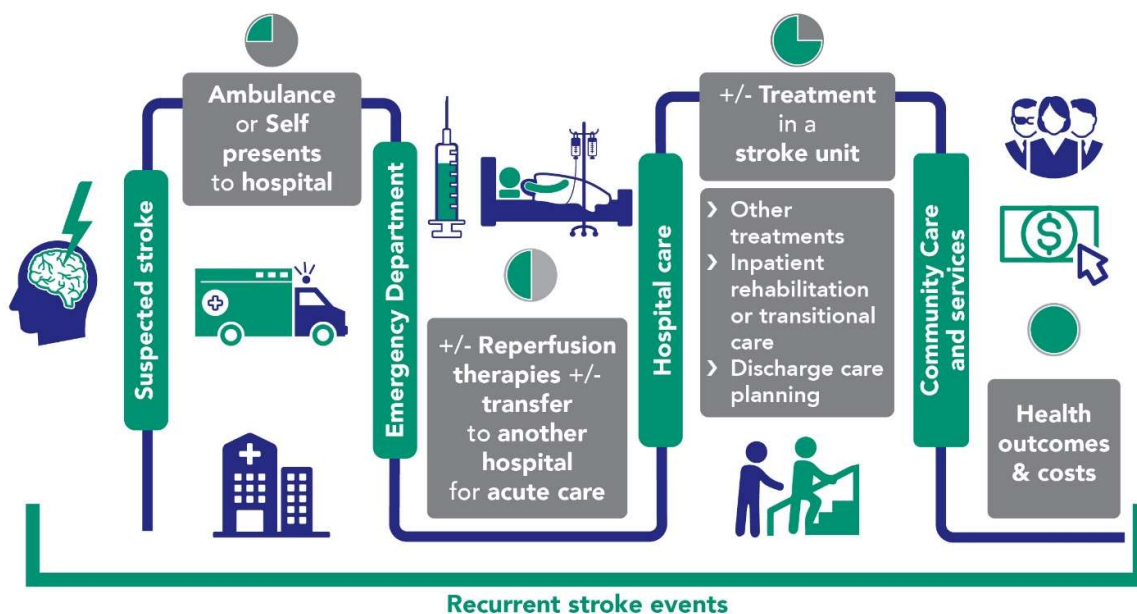 Suspected stroke
Ambulance
or Self
presents
to hospital
Emergency Department
+/- Reperfusion
therapies +/-
transfer
to another
hospital
for acute care
Hospital care
+/- Treatment
in a
stroke unit
❯ Other
treatments
❯ Inpatient
rehabilitation
or transitional
care
❯ Discharge care
planning
Community Care
and services
$
Health
outcomes
& costs
Recurrent stroke events